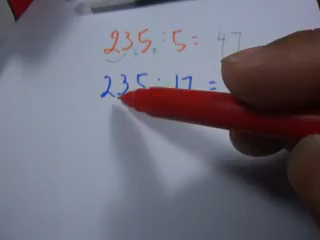 235 : 5 = 47
235 : 17 =